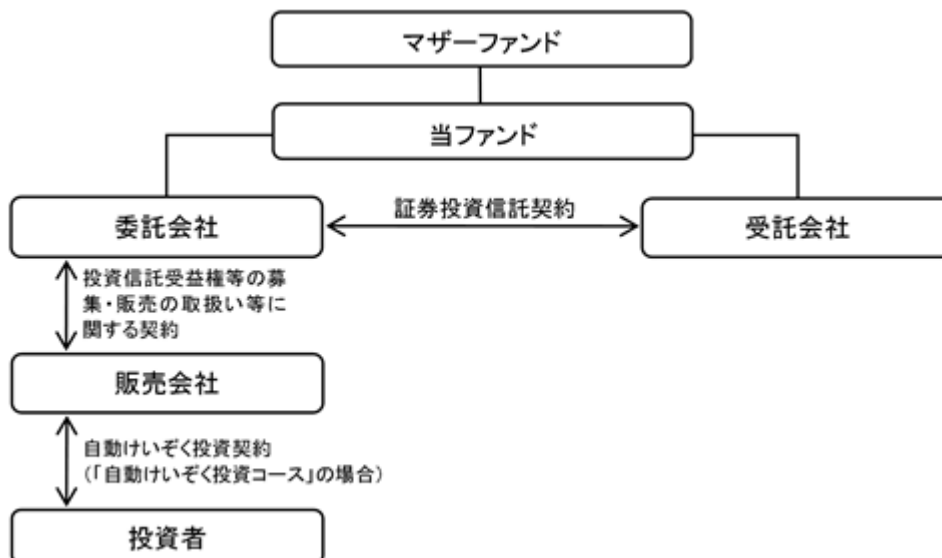 マザーファンド
当ファンド
委託会社
証券投資信託契約
受託会社
投資信託受益権等の募
集・販売の取扱い等に
関する契約
販売会社
自動けいぞく投資契約
(「自動けいぞく投資コース」の場合)
投資者